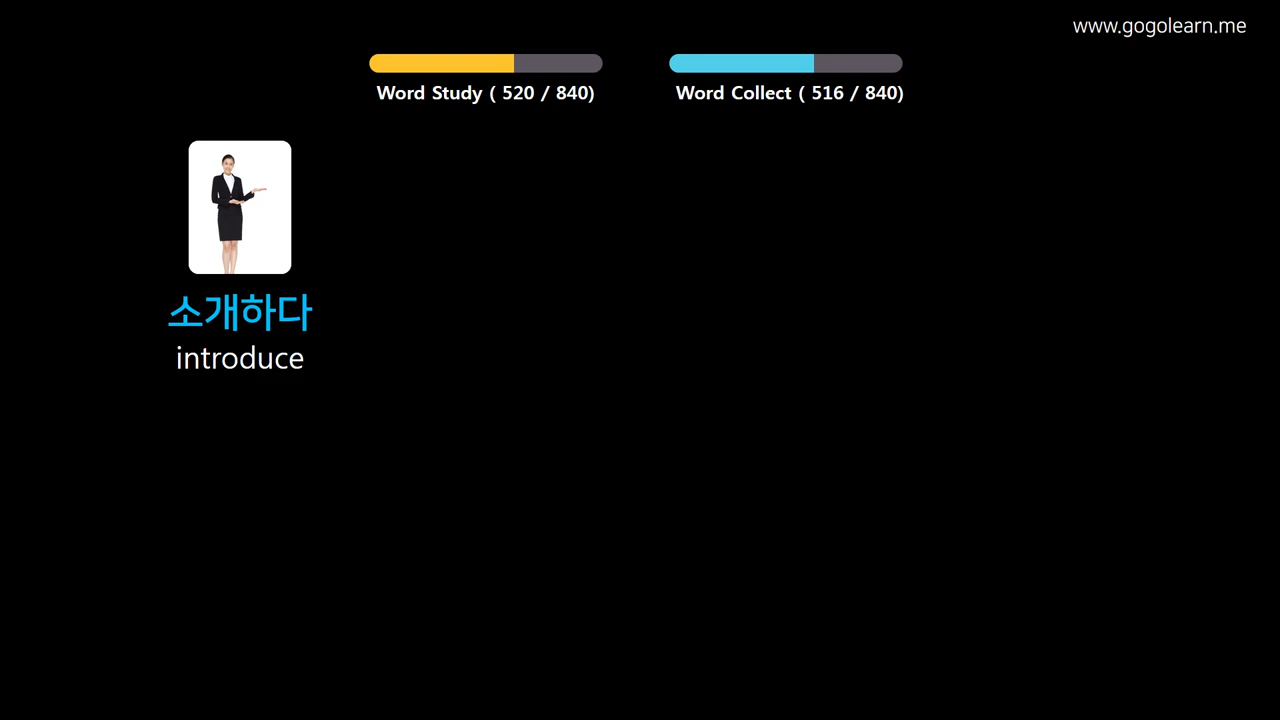 www.gogolearn.me
Word Study ( 520 / 840)
Word Collect ( 516 / 840)
소개하다
introduce